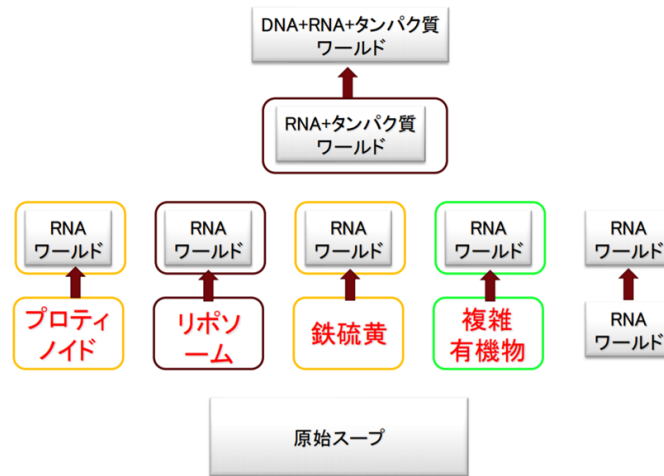 DNA+RNA+タンパク質
ワールド
RNA+タンパク質
ワールド
RNA
ワールド
RNA
ワールド
RNA
ワールド
RNA
ワールド
RNA
ワールド
プロティ
ノイド
リポソ
ーム
鉄硫黄
複雑
有機物
RNA
ワールド
原始スープ